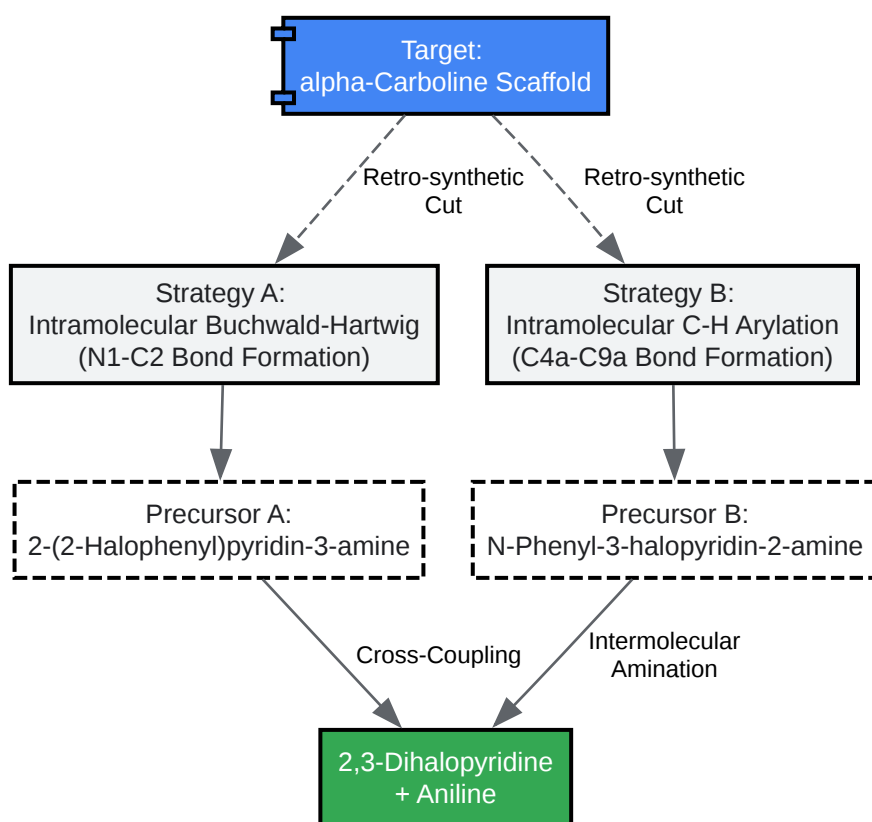 Target:
alpha-Carboline Scaffold
Retro-synthetic
Cut
Retro-synthetic
Cut
Strategy A:
Intramolecular Buchwald-Hartwig
(N1-C2 Bond Formation)
Strategy B:
Intramolecular C-H Arylation
(C4a-C9a Bond Formation)
Precursor A:
2-(2-Halophenyl)pyridin-3-amine
Precursor B:
N-Phenyl-3-halopyridin-2-amine
Cross-Coupling
Intermolecular
Amination
2,3-Dihalopyridine
+ Aniline